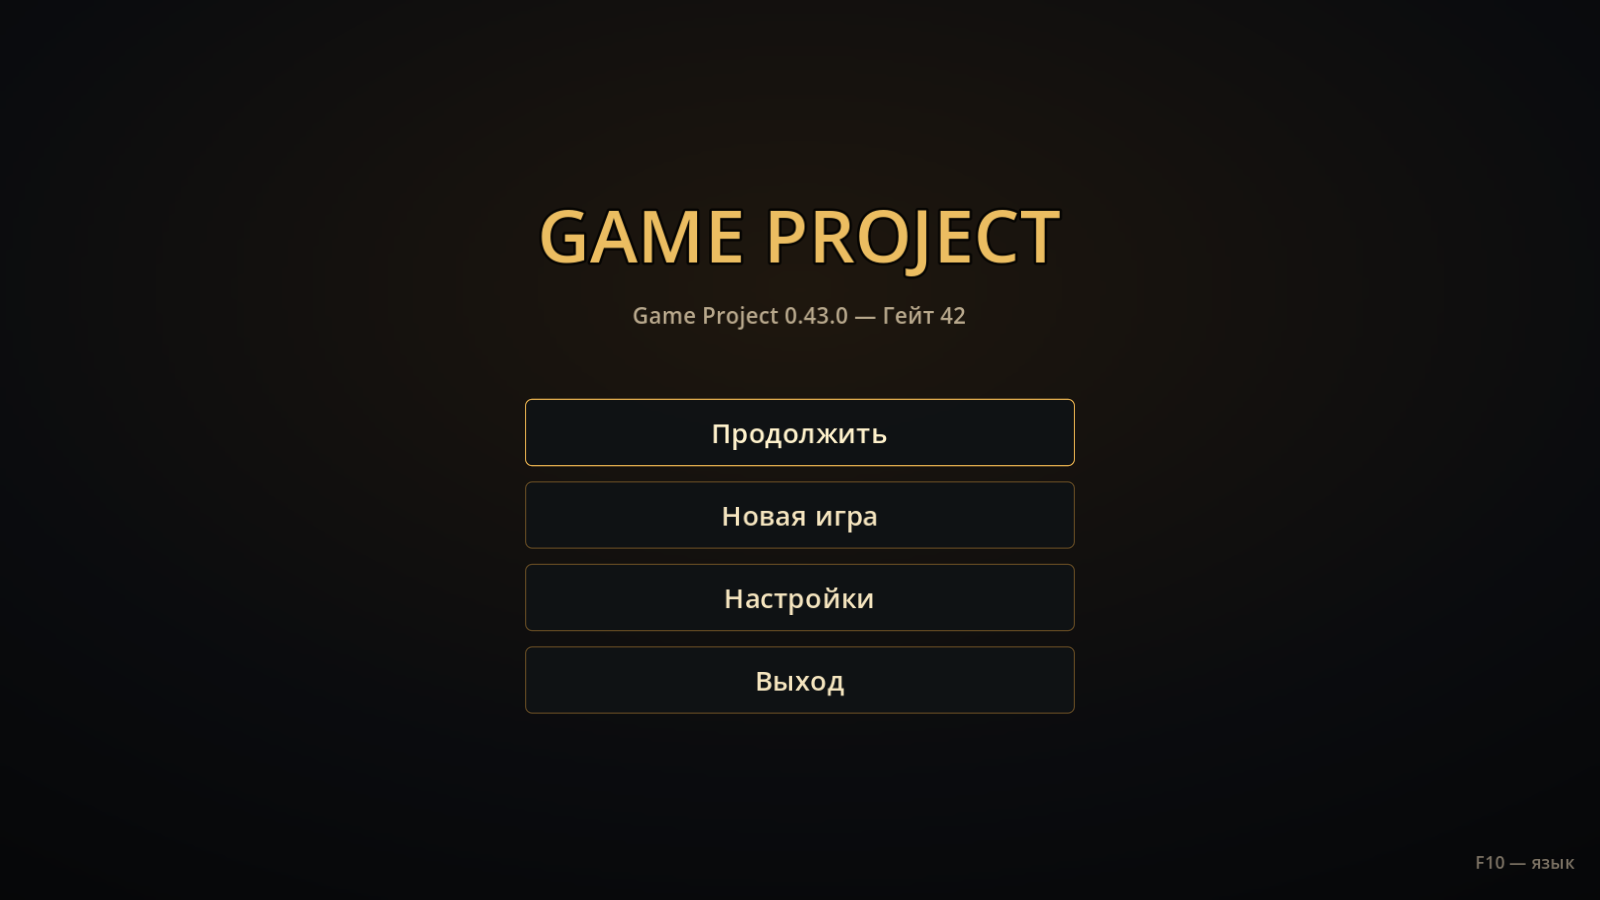 GAME PROJECT
Game Project 0.43.0 — Гейт 42
Продолжить
Новая игра
Настройки
Выход
F10 — язык